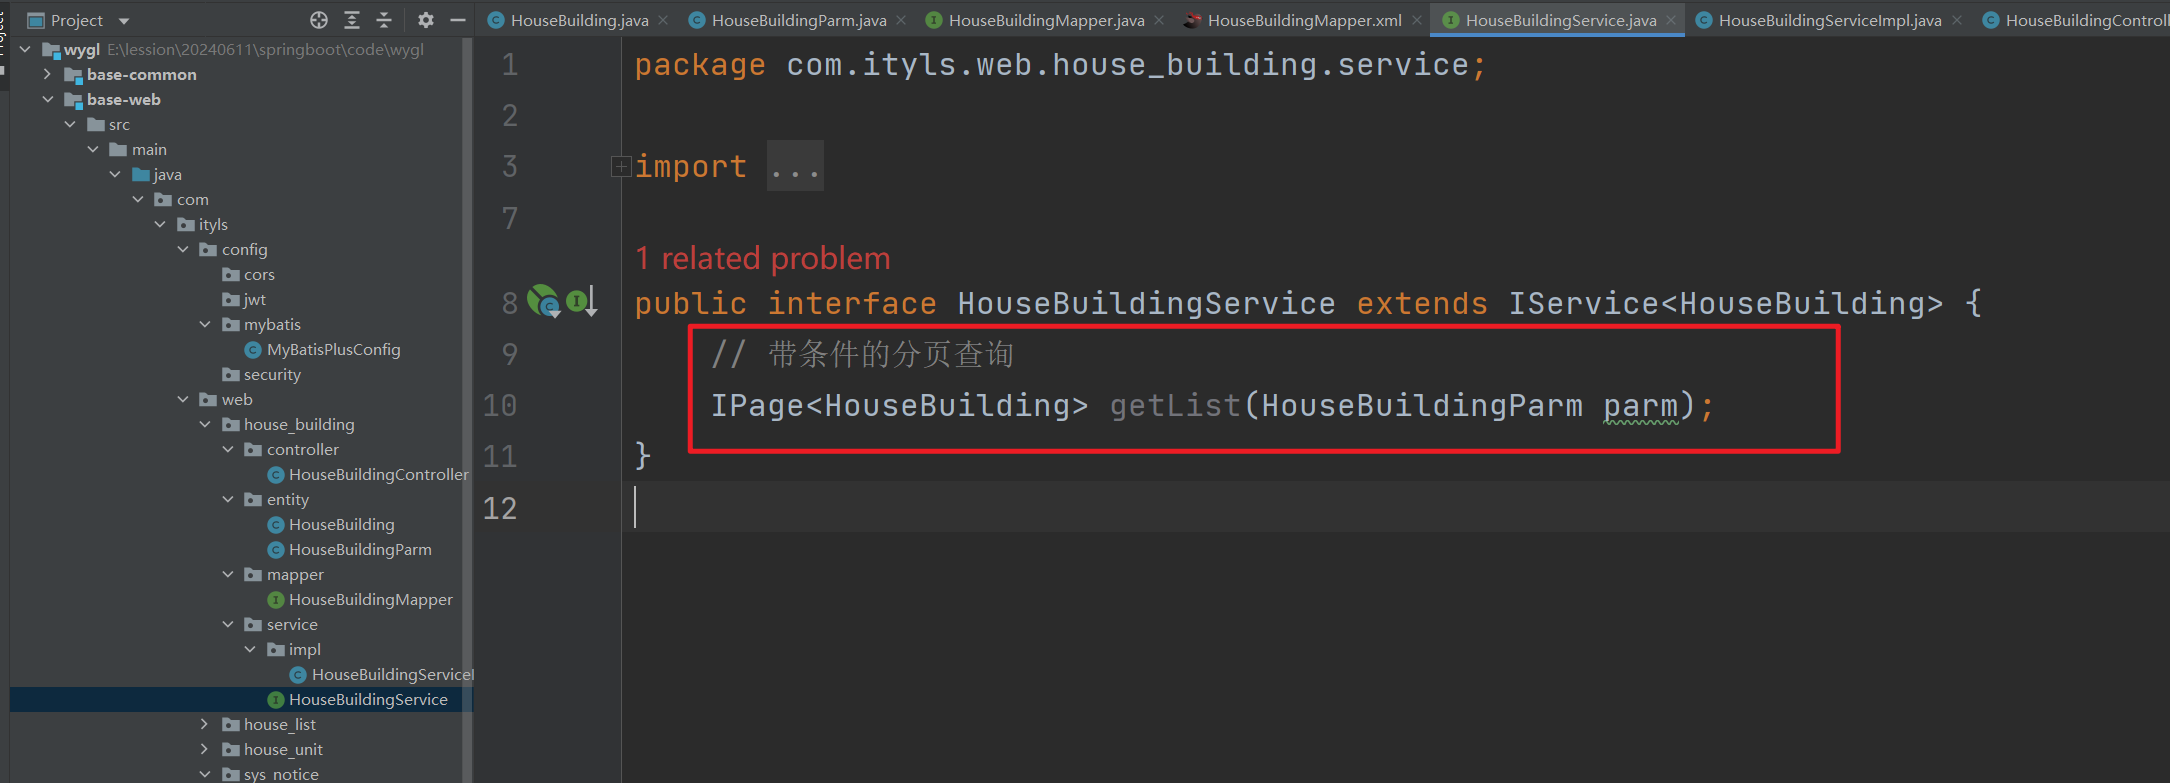 Project
HouseBuilding.java
HouseBuildingParm.java
HouseBuildingMapper.java
HouseBuildingMapper.xml
HouseBuildingService.java
HouseBuildingServiceImpl.java
HouseBuildingControll
wygl E:\lession\20240611\springboot\code\wygl
base-common
base-web
src
main
java
com
ityls
config
cors
jwt
mybatis
MyBatisPlusConfig
security
web
house_building
controller
HouseBuildingController
entity
HouseBuilding
HouseBuildingParm
mapper
HouseBuildingMapper
service
impl
HouseBuildingService
HouseBuildingService
house_list
house_unit
sys_notice
1 package com.ityls.web.house_building.service;
2
3 import ...
7
1 related problem
8 public interface HouseBuildingService extends IService<HouseBuilding> {
9 // 带条件的分页查询
10 IPage<HouseBuilding> getList(HouseBuildingParm parm);
11 }
12